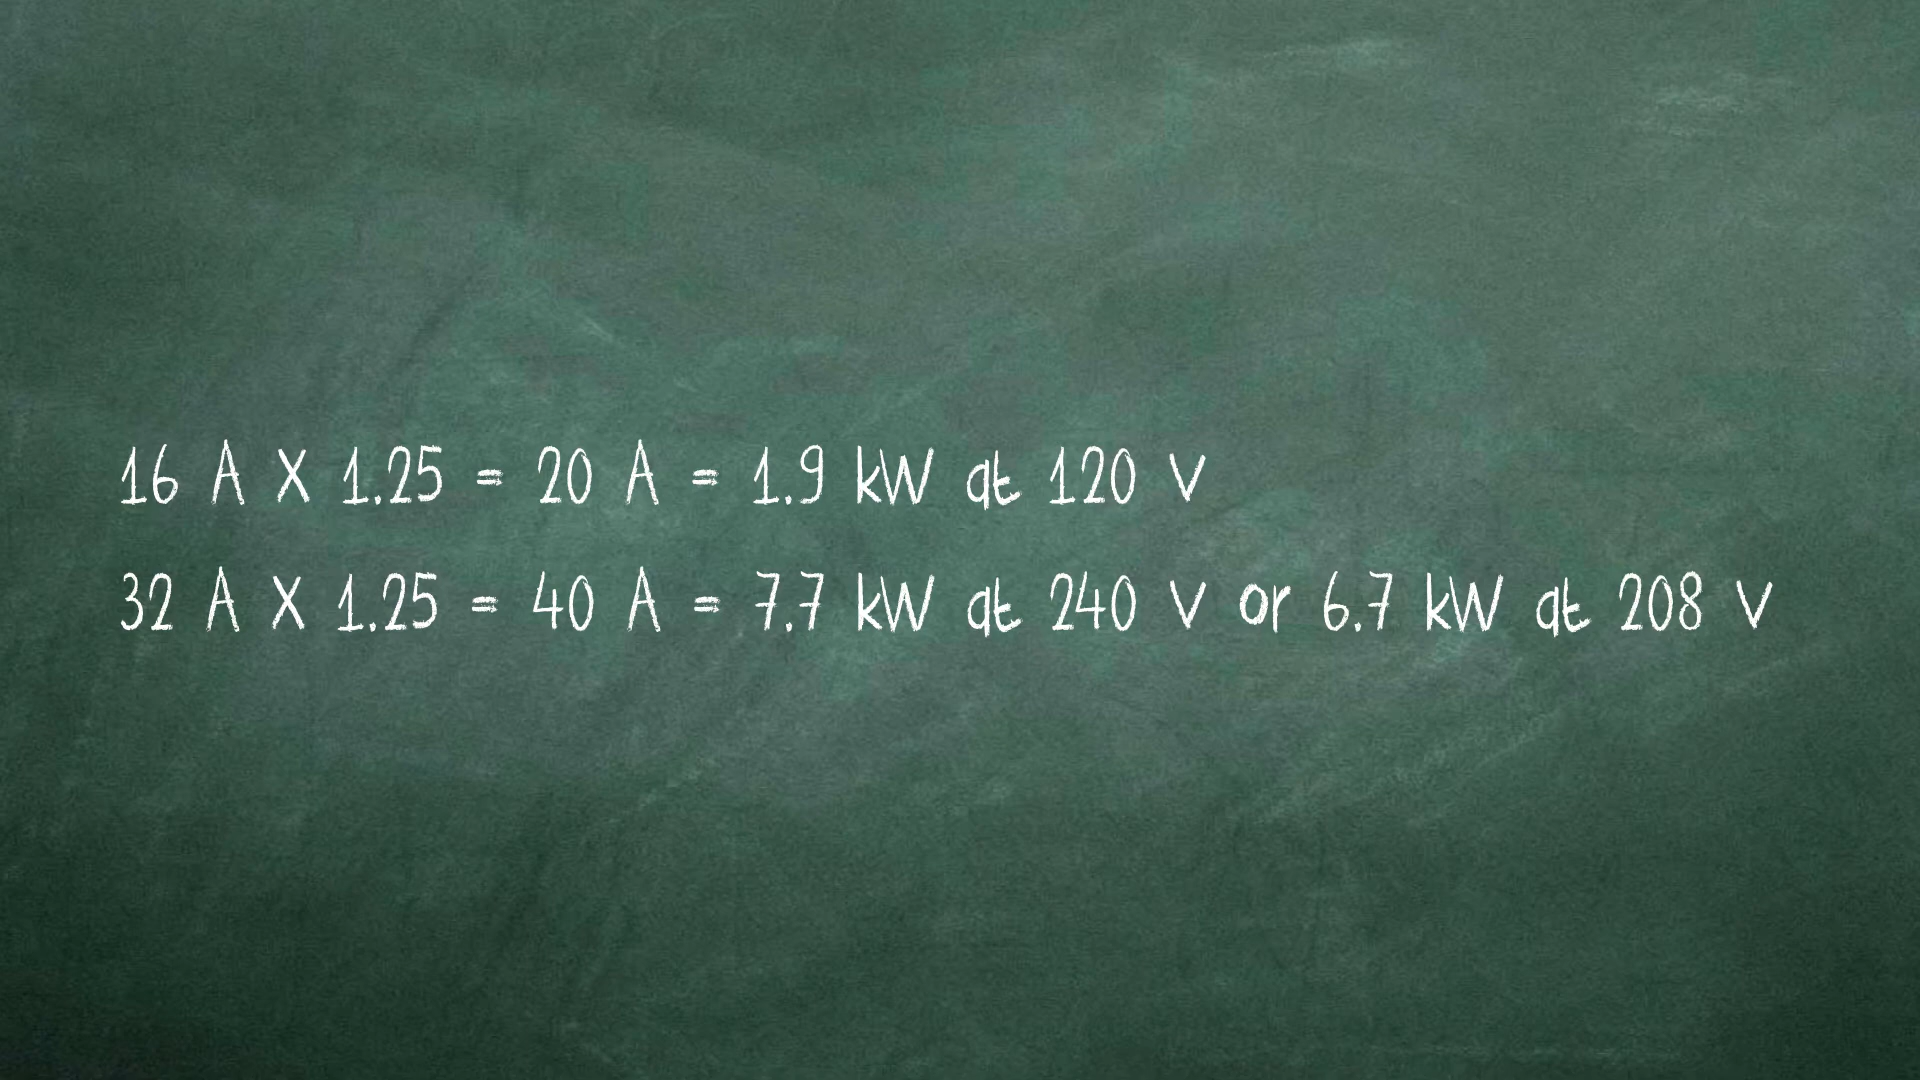 16 A X 1.25 = 20 A = 1.9 kW at 120 V
32 A X 1.25 = 40 A = 7.7 kW at 240 V or 6.7 kW at 208 V